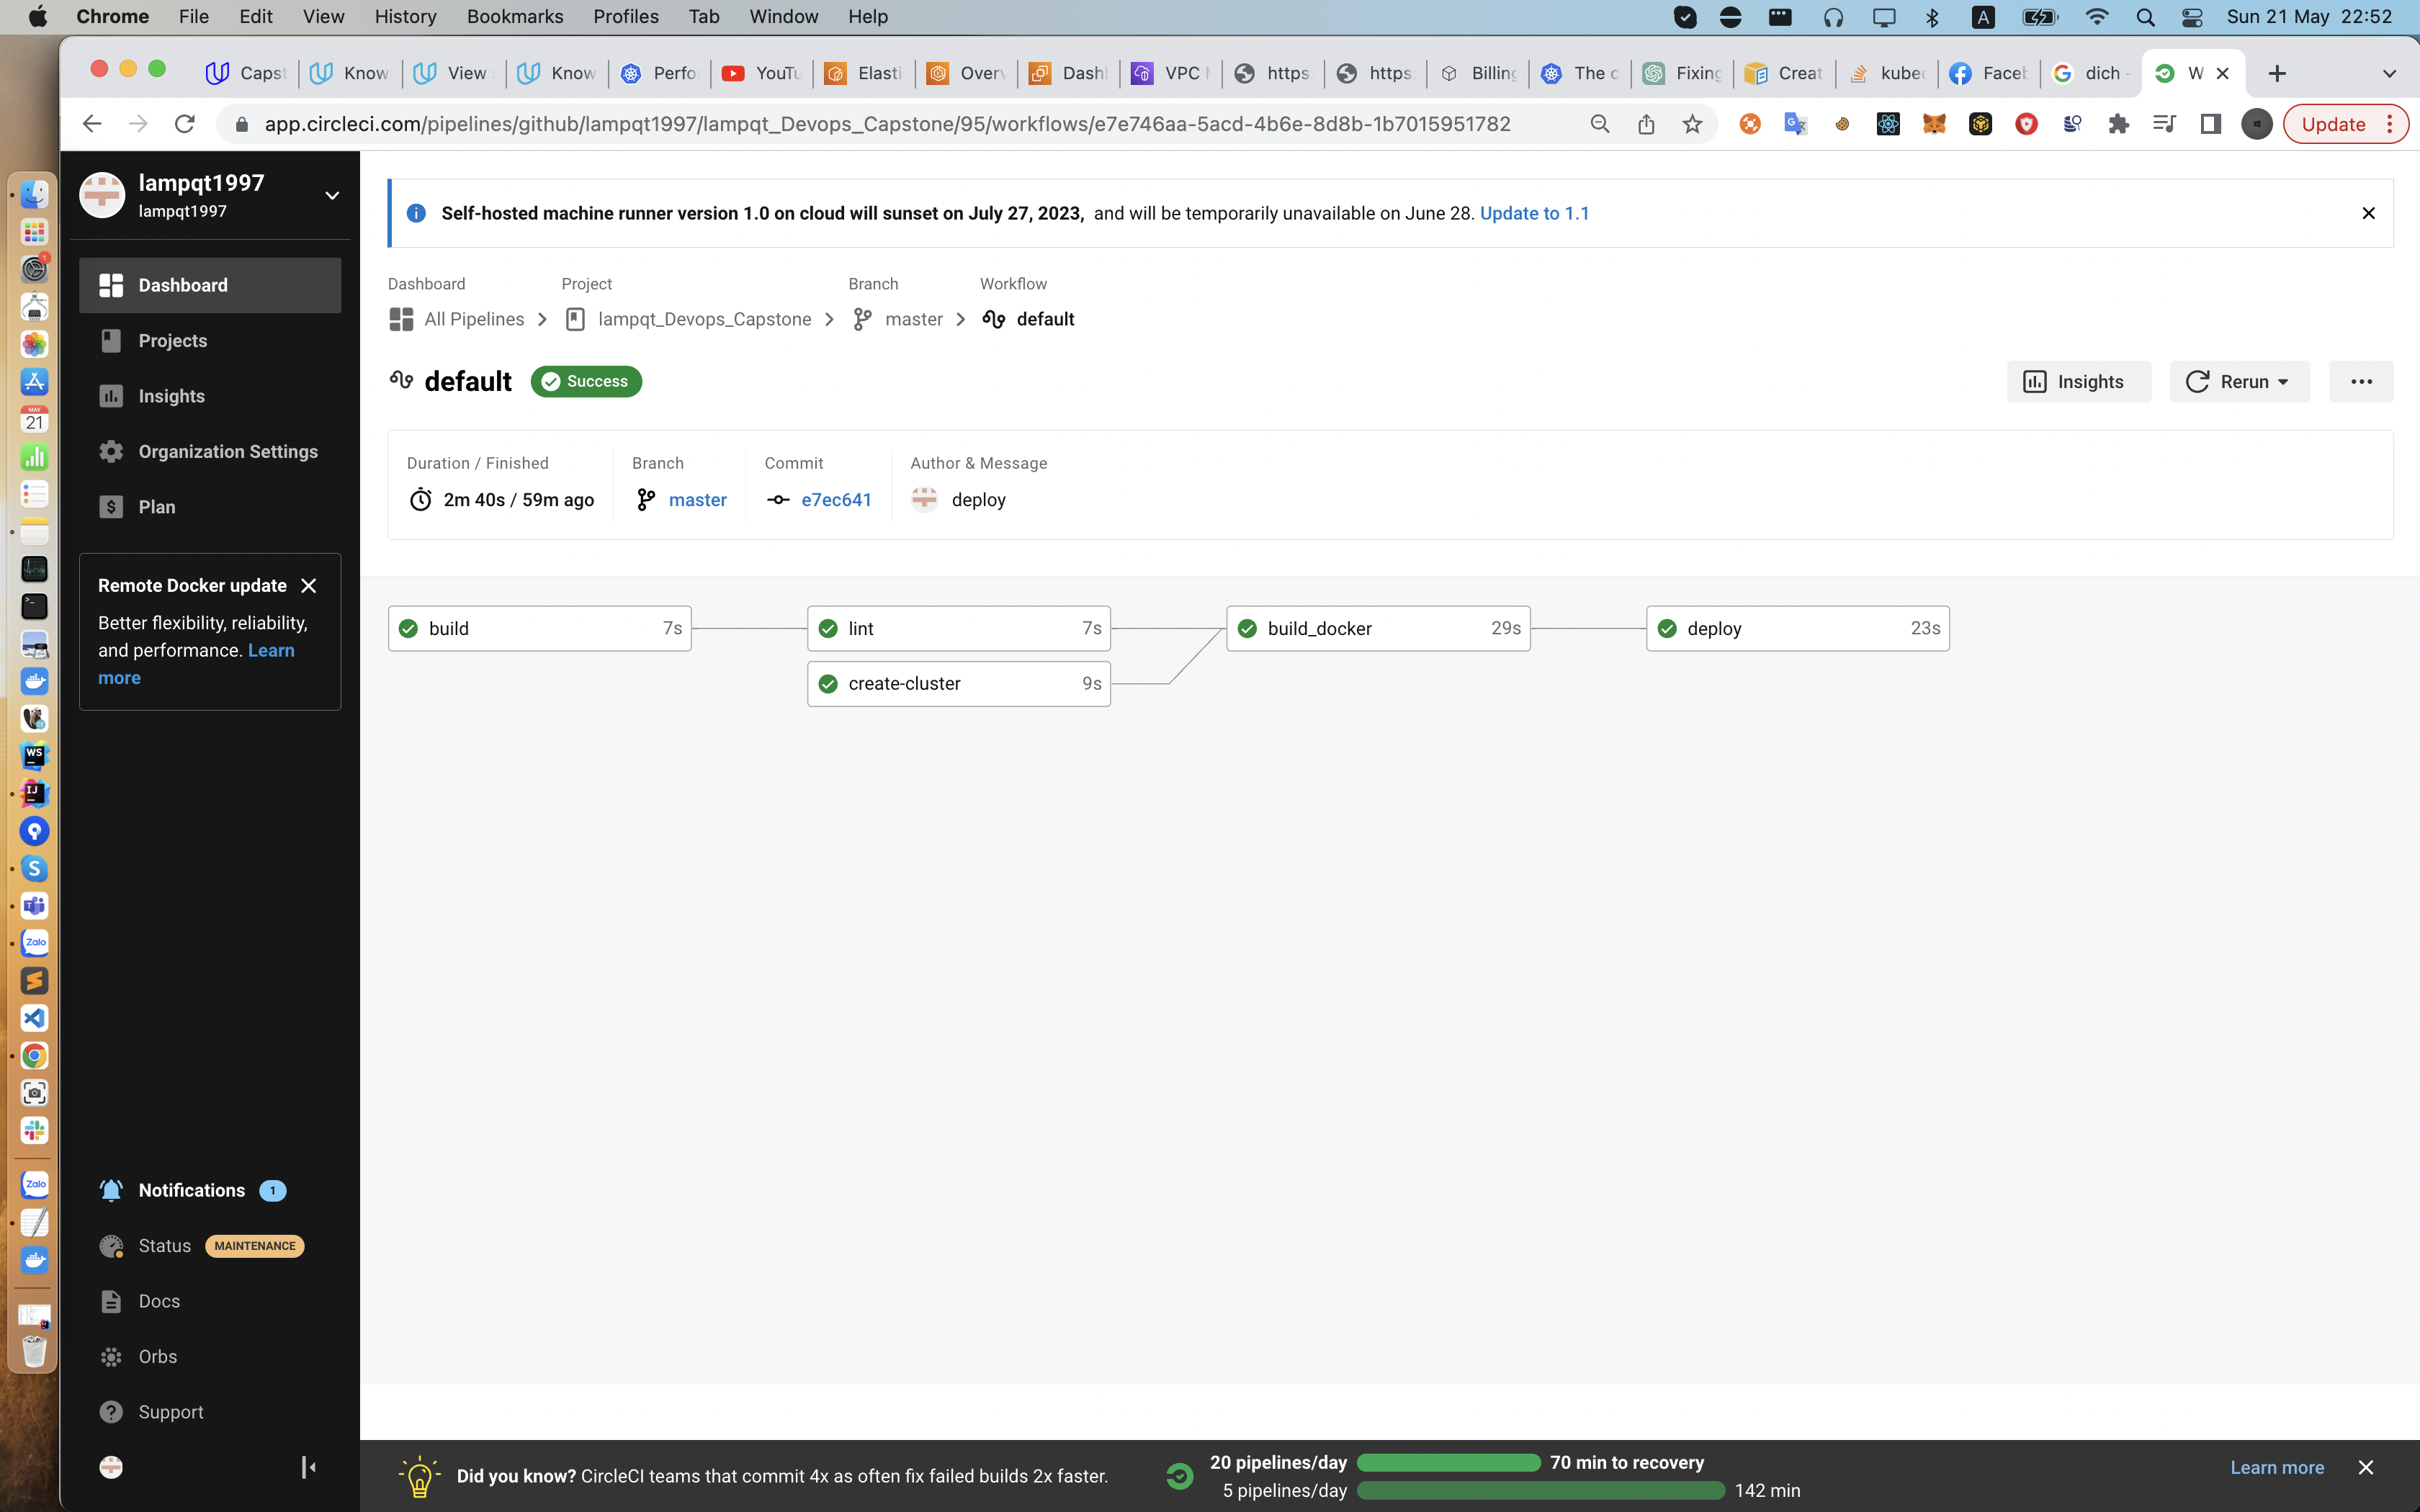 Chrome File Edit View History Bookmarks Profiles Tab Window Help A Sun 21 May 22:52
Know View Know YouTu VPC https https Billing The c Fixing Creat dich - W
app.circleci.com/pipelines/github/lampqt1997/lampqt_Devops_Capstone/95/workflows/e7e746aa-5acd-4b6e-8d8b-1b7015951782 Update
lampqt1997
lampqt1997
Dashboard
Projects
Insights
Organization Settings
Plan
Remote Docker update
Better flexibility, reliability,
and performance. Learn
more
Notifications 1
Status MAINTENANCE
Docs
Orbs
Support
Self-hosted machine runner version 1.0 on cloud will sunset on July 27, 2023, and will be temporarily unavailable on June 28. Update to 1.1
Dashboard Project Branch Workflow
All Pipelines lampqt_Devops_Capstone master default
default Success Insights Rerun
Duration / Finished Branch Commit Author & Message
2m 40s / 59m ago master e7ec641 deploy
build 7s lint 7s build_docker 29s deploy 23s
create-cluster 9s
Did you know? CircleCI teams that commit 4x as often fix failed builds 2x faster.
20 pipelines/day 70 min to recovery
5 pipelines/day 142 min
Learn more
MAY
21
WS
IJ
Zalo
Zalo